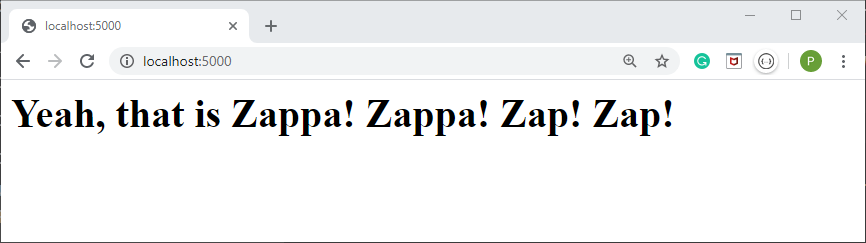 localhost:5000
localhost:5000
P
Yeah, that is Zappa! Zappa! Zap! Zap!